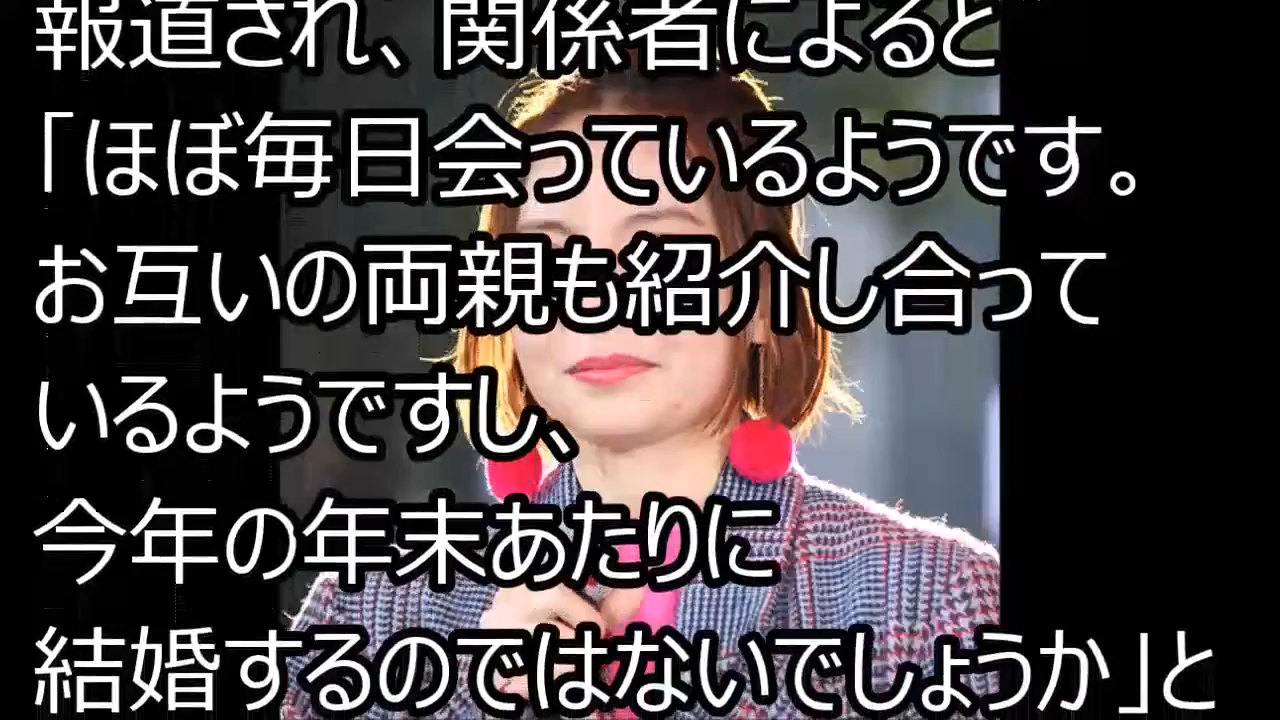 報道され、関係者によると
「ほぼ毎日会っているようです。
お互いの両親も紹介し合って
いるようですし、
今年の年末あたりに
結婚するのではないでしょうか」と